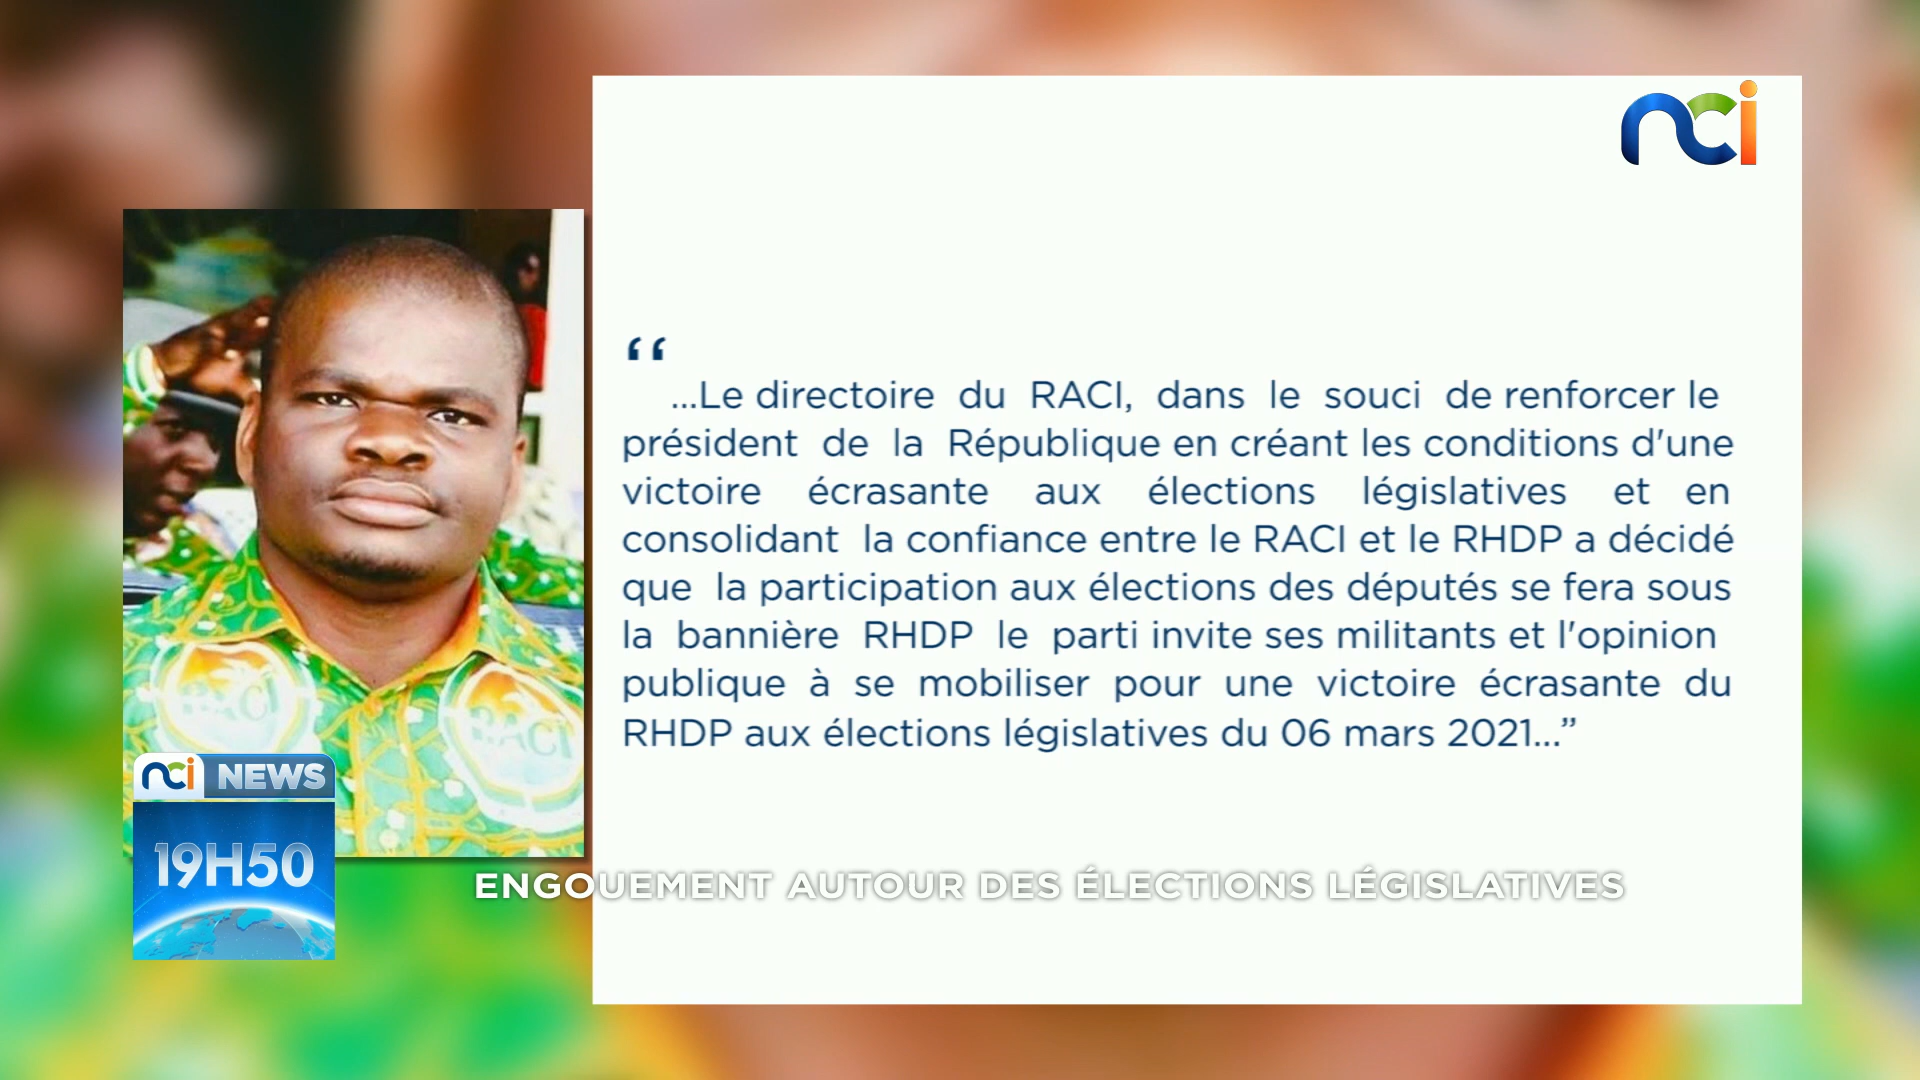 nci
“
...Le directoire du RACI, dans le souci de renforcer le
président de la République en créant les conditions d'une
victoire écrasante aux élections législatives et en
consolidant la confiance entre le RACI et le RHDP a décidé
que la participation aux élections des députés se fera sous
la bannière RHDP le parti invite ses militants et l'opinion
publique à se mobiliser pour une victoire écrasante du
RHDP aux élections législatives du 06 mars 2021...”
RACI
RACI
nci NEWS
19H50
ENGOUEMENT AUTOUR DES ÉLECTIONS LÉGISLATIVES